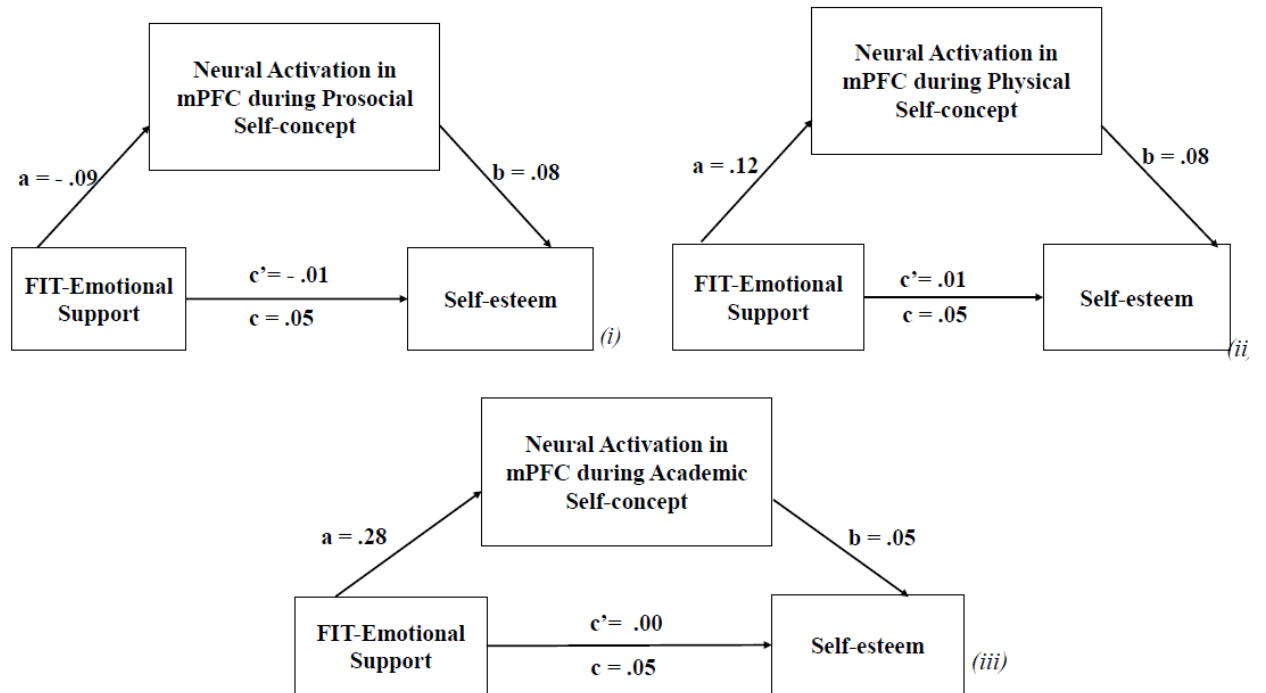 Neural Activation in
mPFC during Prosocial
Self-concept
a = - .09
b = .08
FIT-Emotional
Support
c’= - .01
c = .05
Self-esteem
(i)
Neural Activation in
mPFC during Physical
Self-concept
a = .12
b = .08
FIT-Emotional
Support
c’= .01
c = .05
Self-esteem
(ii)
Neural Activation in
mPFC during Academic
Self-concept
a = .28
b = .05
FIT-Emotional
Support
c’= .00
c = .05
Self-esteem
(iii)